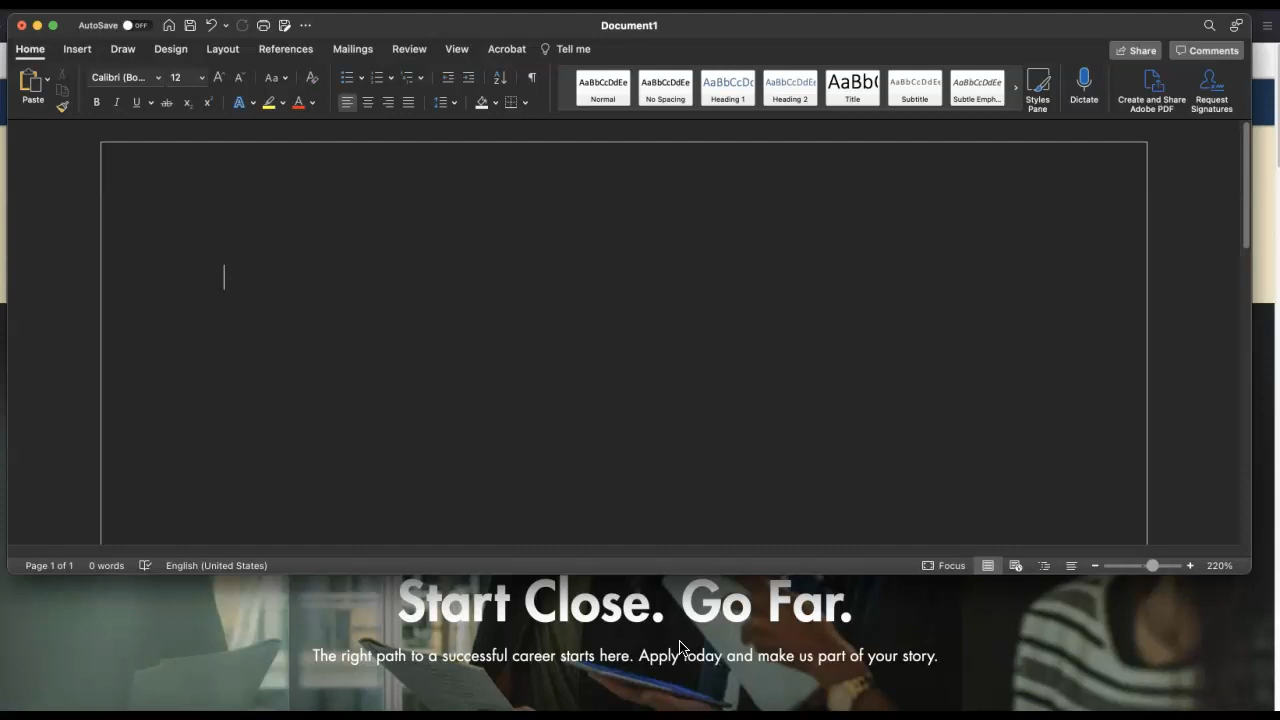 AutoSave OFF Document1
Home Insert Draw Design Layout References Mailings Review View Acrobat Tell me Share Comments
Paste Calibri (Bo... 12 Aa AaBbCcDdEe AaBbCcDdEe AaBbCcDc AaBbCcDdEe AaBb( AaBbCcDdEe AaBbCcDdEe
Normal No Spacing Heading 1 Heading 2 Title Subtitle Subtle Emph... Styles Pane Dictate Create and Share Adobe PDF Request Signatures
B I U ab x₂ x² A A
Page 1 of 1 0 words English (United States) Focus 220%
Start Close. Go Far.
The right path to a successful career starts here. Apply today and make us part of your story.